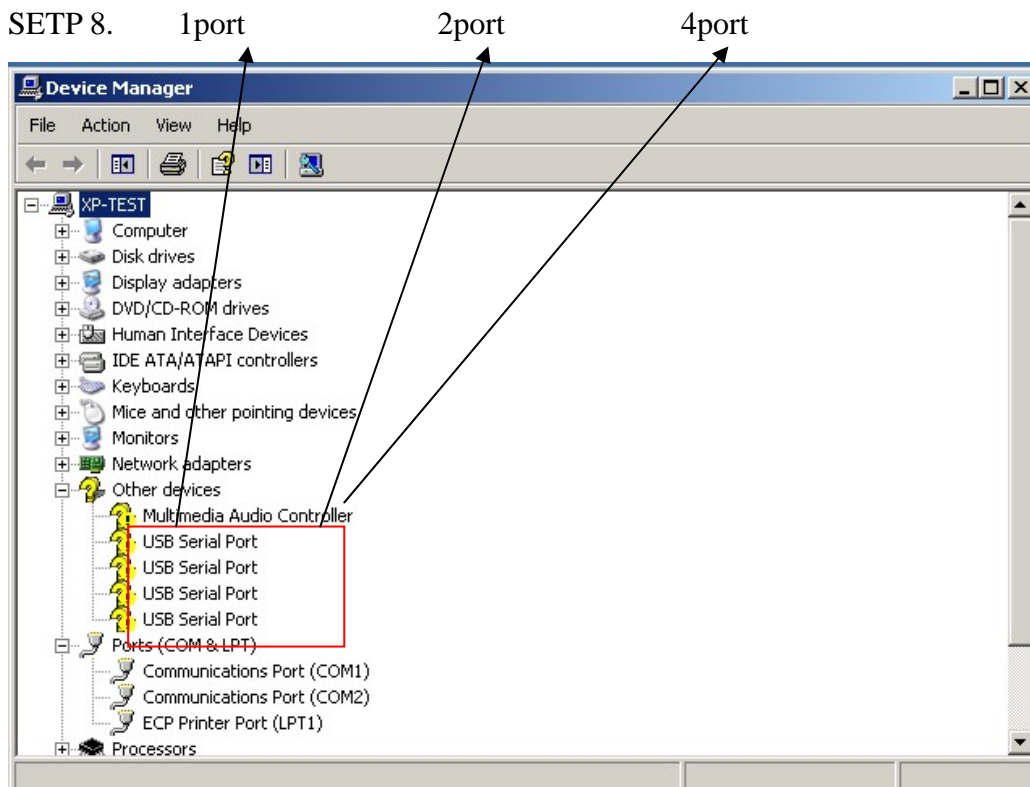 SETP 8. 1port 2port 4port
Device Manager
File Action View Help
XP-TEST
Computer
Disk drives
Display adapters
DVD/CD-ROM drives
Human Interface Devices
IDE ATA/ATAPI controllers
Keyboards
Mice and other pointing devices
Monitors
Network adapters
Other devices
Multimedia Audio Controller
USB Serial Port
USB Serial Port
USB Serial Port
USB Serial Port
Ports (COM & LPT)
Communications Port (COM1)
Communications Port (COM2)
ECP Printer Port (LPT1)
Processors